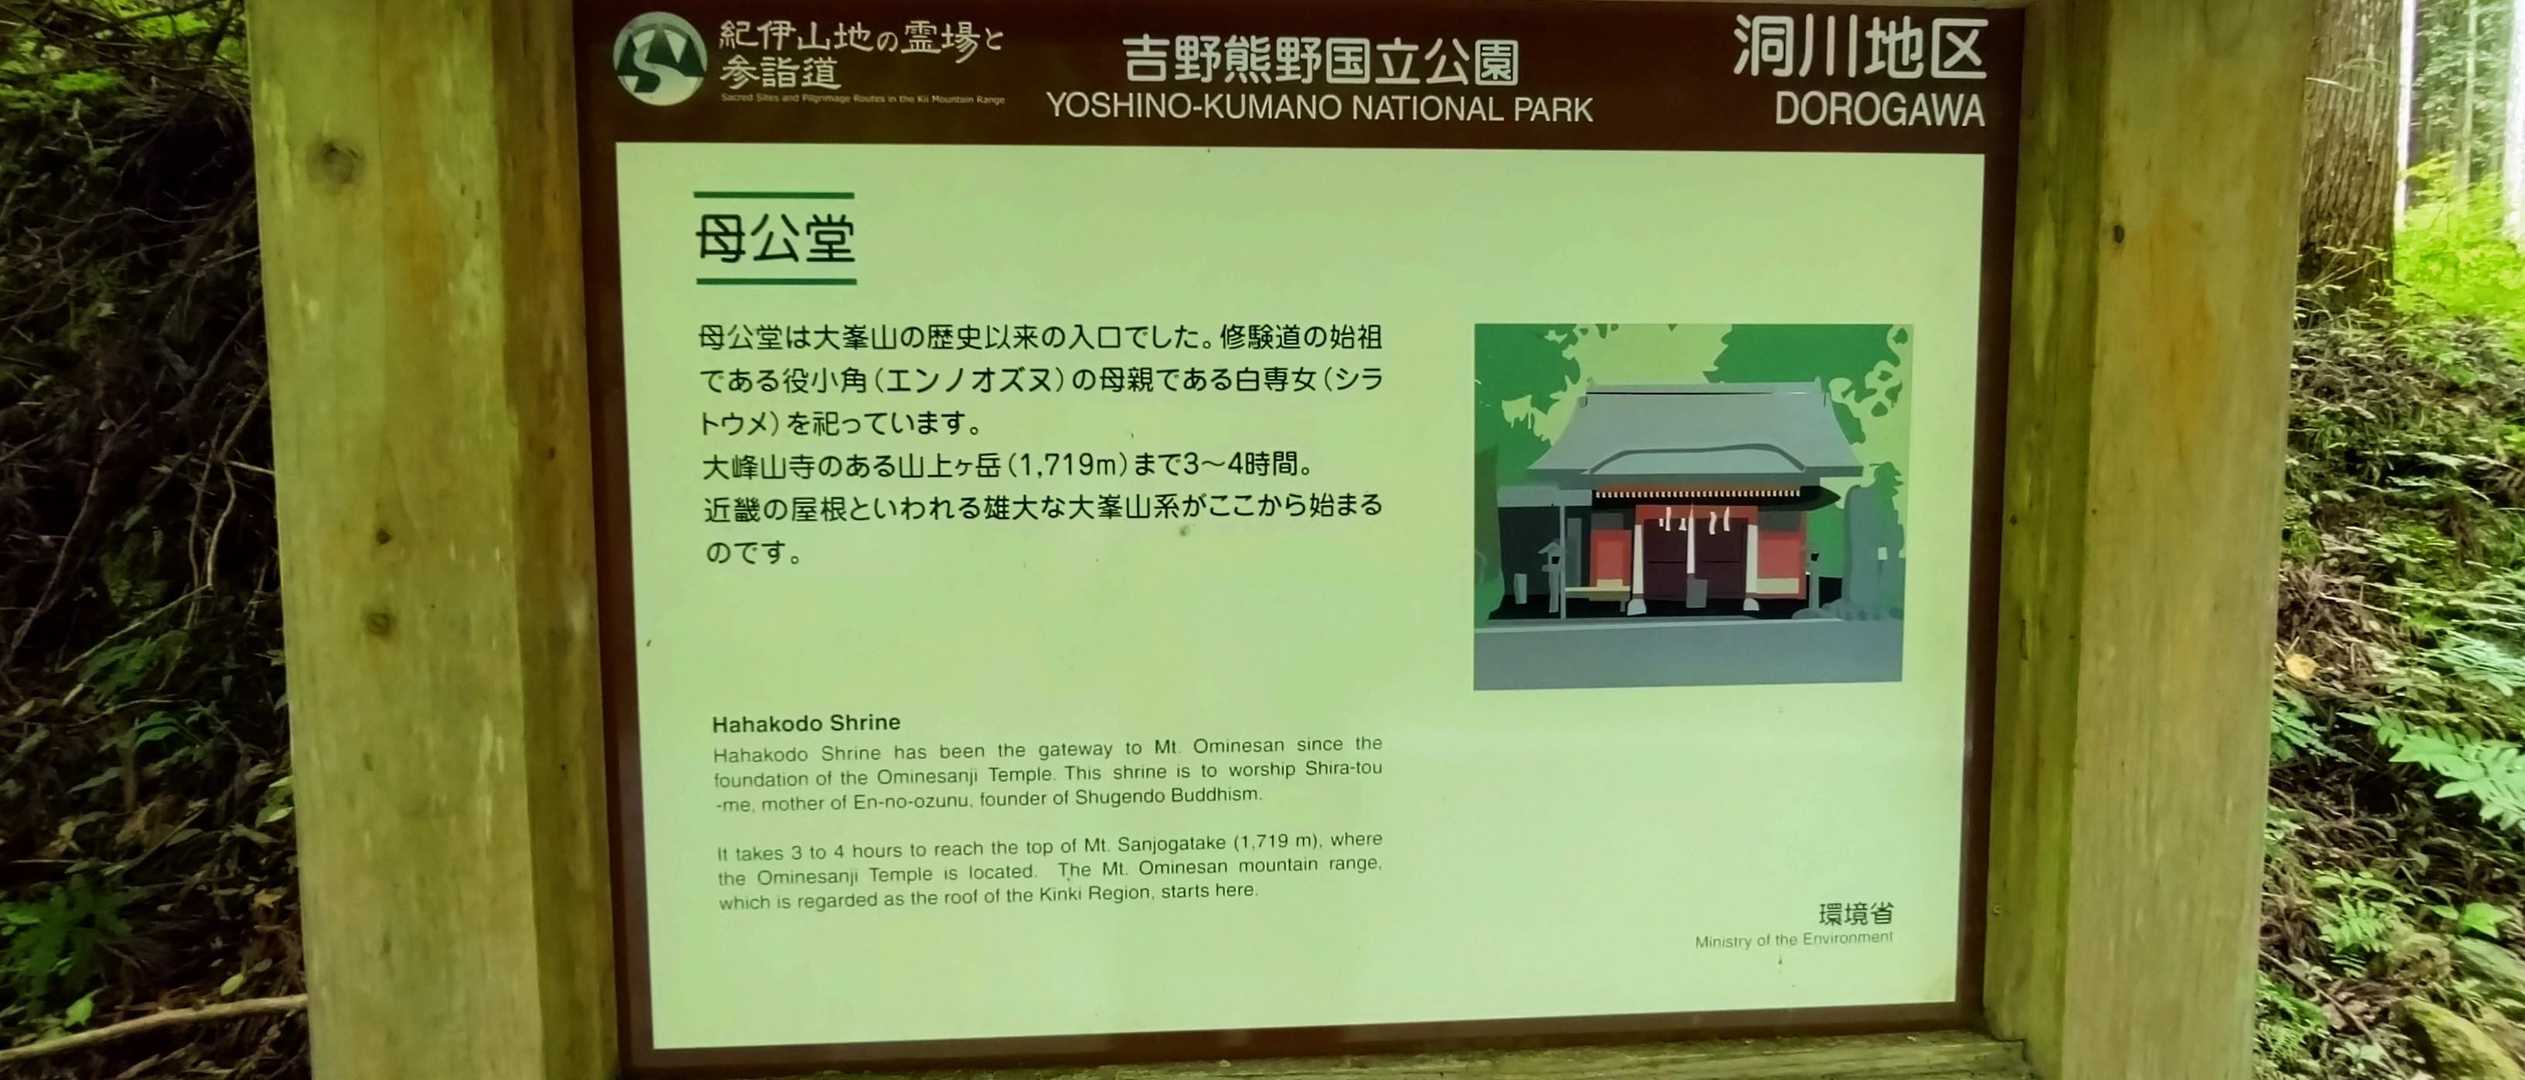 紀伊山地の霊場と
参詣道
Sacred Sites and Pilgrimage Routes in the Kii Mountain Range
吉野熊野国立公園
YOSHINO-KUMANO NATIONAL PARK
洞川地区
DOROGAWA
母公堂
母公堂は大峯山の歴史以来の入口でした。修験道の始祖
である役小角（エンノオズヌ）の母親である白専女（シラ
トウメ）を祀っています。
大峰山寺のある山上ヶ岳（1,719m）まで3〜4時間。
近畿の屋根といわれる雄大な大峯山系がここから始まる
のです。
Hahakodo Shrine
Hahakodo Shrine has been the gateway to Mt. Ominesan since the
foundation of the Ominesanji Temple. This shrine is to worship Shira-tou
-me, mother of En-no-ozunu, founder of Shugendo Buddhism.
It takes 3 to 4 hours to reach the top of Mt. Sanjogatake (1,719 m), where
the Ominesanji Temple is located. The Mt. Ominesan mountain range,
which is regarded as the roof of the Kinki Region, starts here.
環境省
Ministry of the Environment